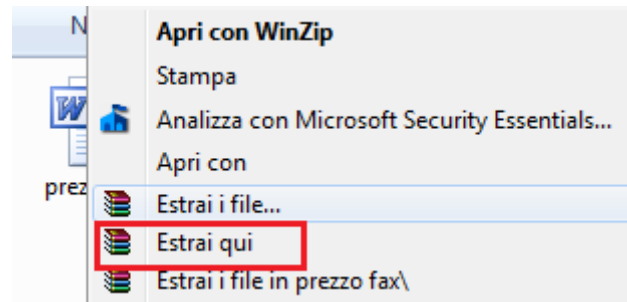 N
Apri con WinZip
Stampa
Analizza con Microsoft Security Essentials...
Apri con
prez
Estrai i file...
Estrai qui
Estrai i file in prezzo fax\